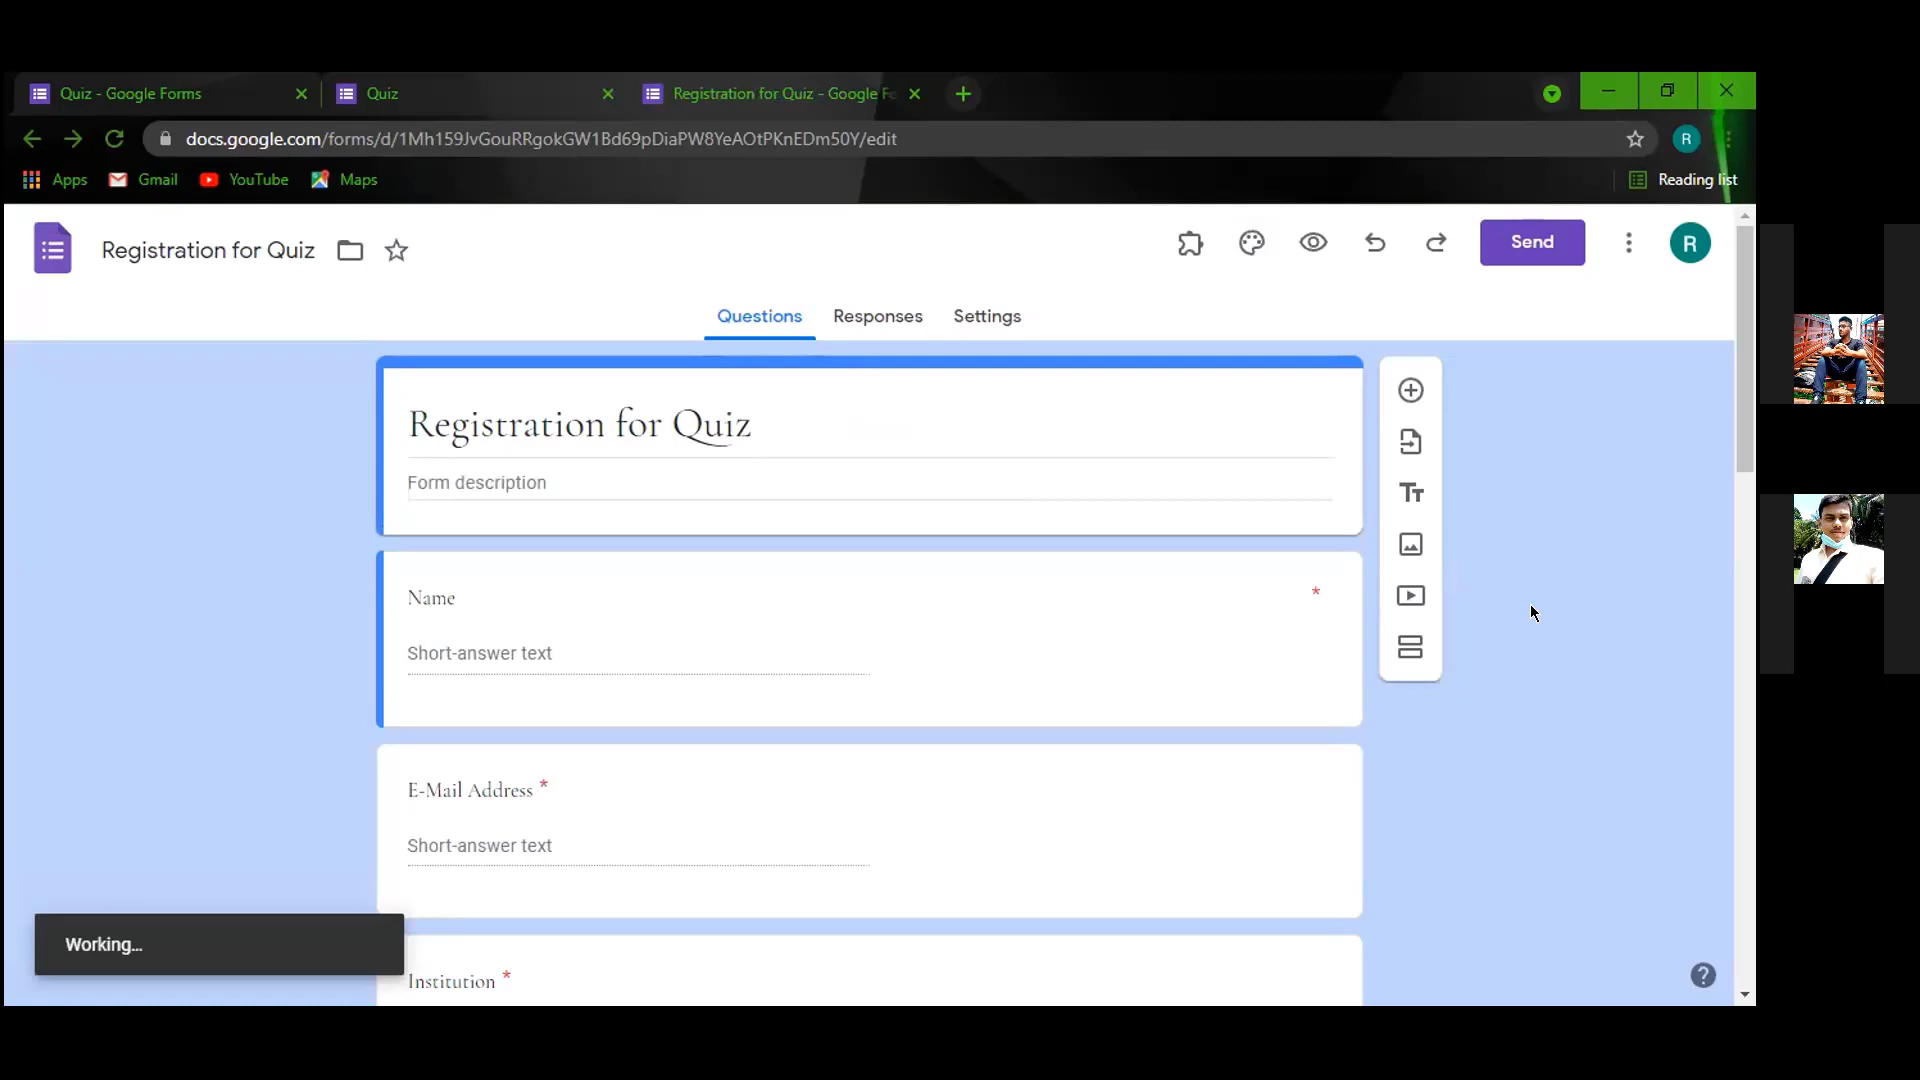 Quiz - Google Forms
Quiz
Registration for Quiz - Google Fo
docs.google.com/forms/d/1Mh159JvGouRRgokGW1Bd69pDiaPW8YeAOtPKnEDm50Y/edit
R
Apps
Gmail
YouTube
Maps
Reading list
Registration for Quiz
Send
R
Questions
Responses
Settings
Registration for Quiz
Form description
Name *
Short-answer text
E-Mail Address *
Short-answer text
Working...
Institution *